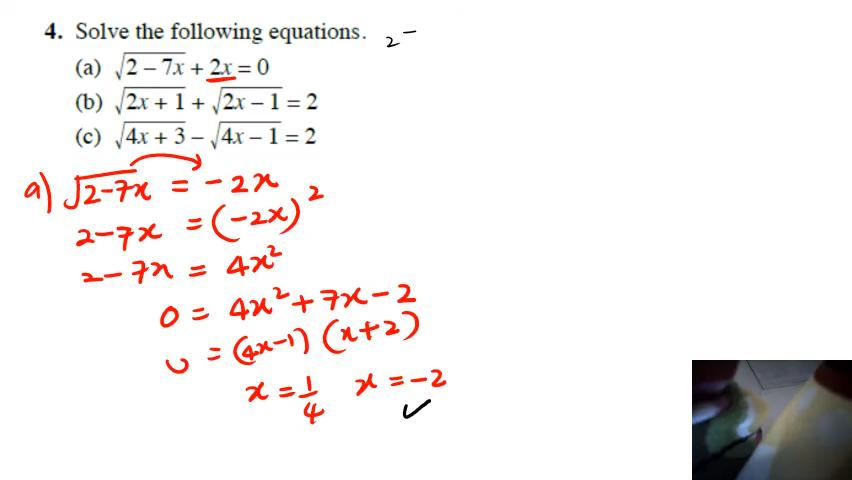 4. Solve the following equations. 2 −
(a) √(2 − 7x) + 2x = 0
(b) √(2x + 1) + √(2x − 1) = 2
(c) √(4x + 3) − √(4x − 1) = 2
a) √(2−7x) = −2x
2−7x = (−2x)²
2−7x = 4x²
0 = 4x² + 7x − 2
0 = (4x−1)(x+2)
x = 1/4 x = −2 ✓